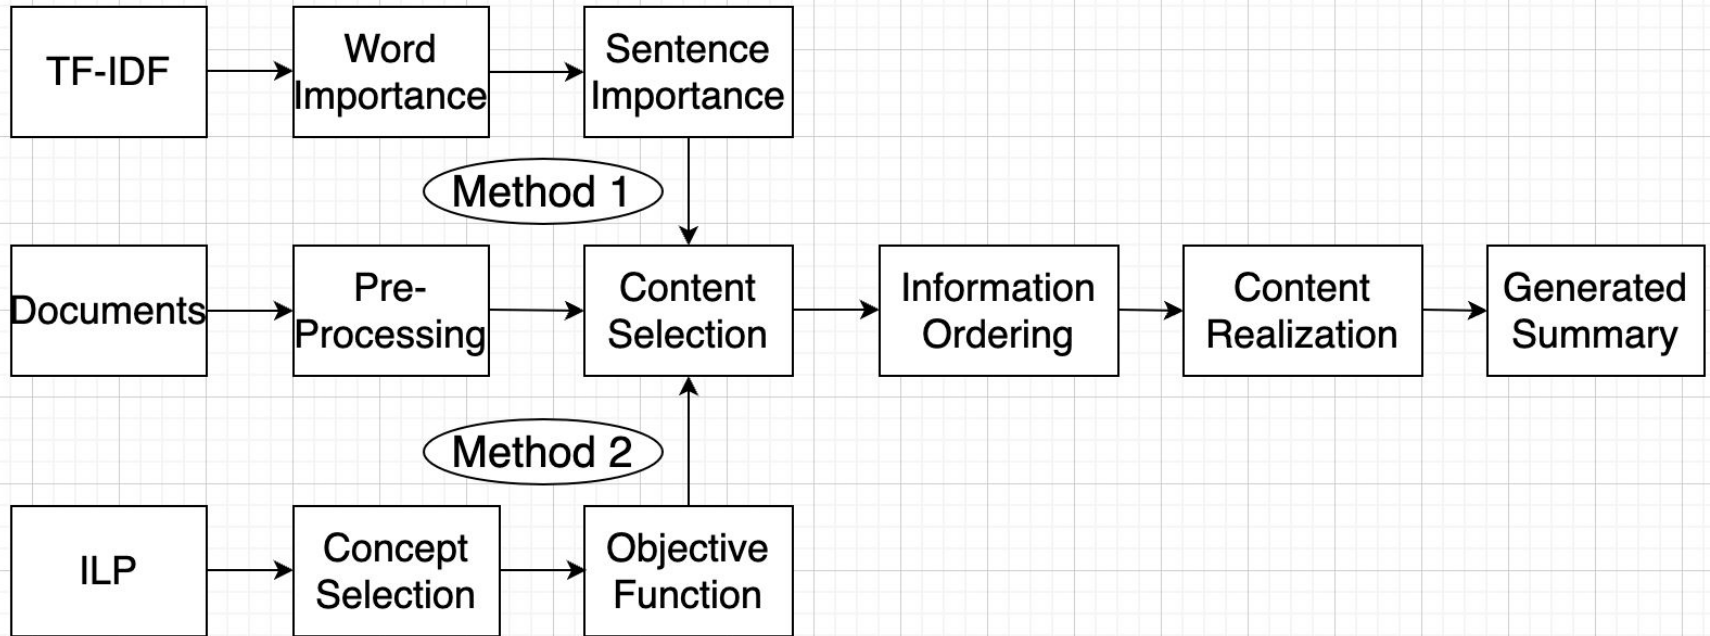 TF-IDF
Word
Importance
Sentence
Importance
Method 1
Documents
Pre-
Processing
Content
Selection
Information
Ordering
Content
Realization
Generated
Summary
Method 2
ILP
Concept
Selection
Objective
Function